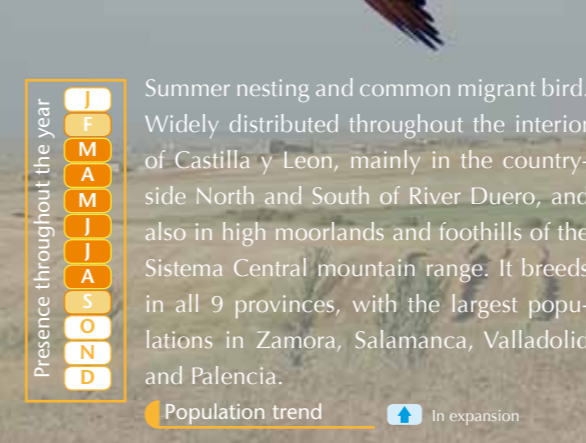 Presence throughout the year
J
F
M
A
M
J
J
A
S
O
N
D
Summer nesting and common migrant bird.
Widely distributed throughout the interior
of Castilla y Leon, mainly in the country-
side North and South of River Duero, and
also in high moorlands and foothills of the
Sistema Central mountain range. It breeds
in all 9 provinces, with the largest popu-
lations in Zamora, Salamanca, Valladolid
and Palencia.
Population trend
In expansion